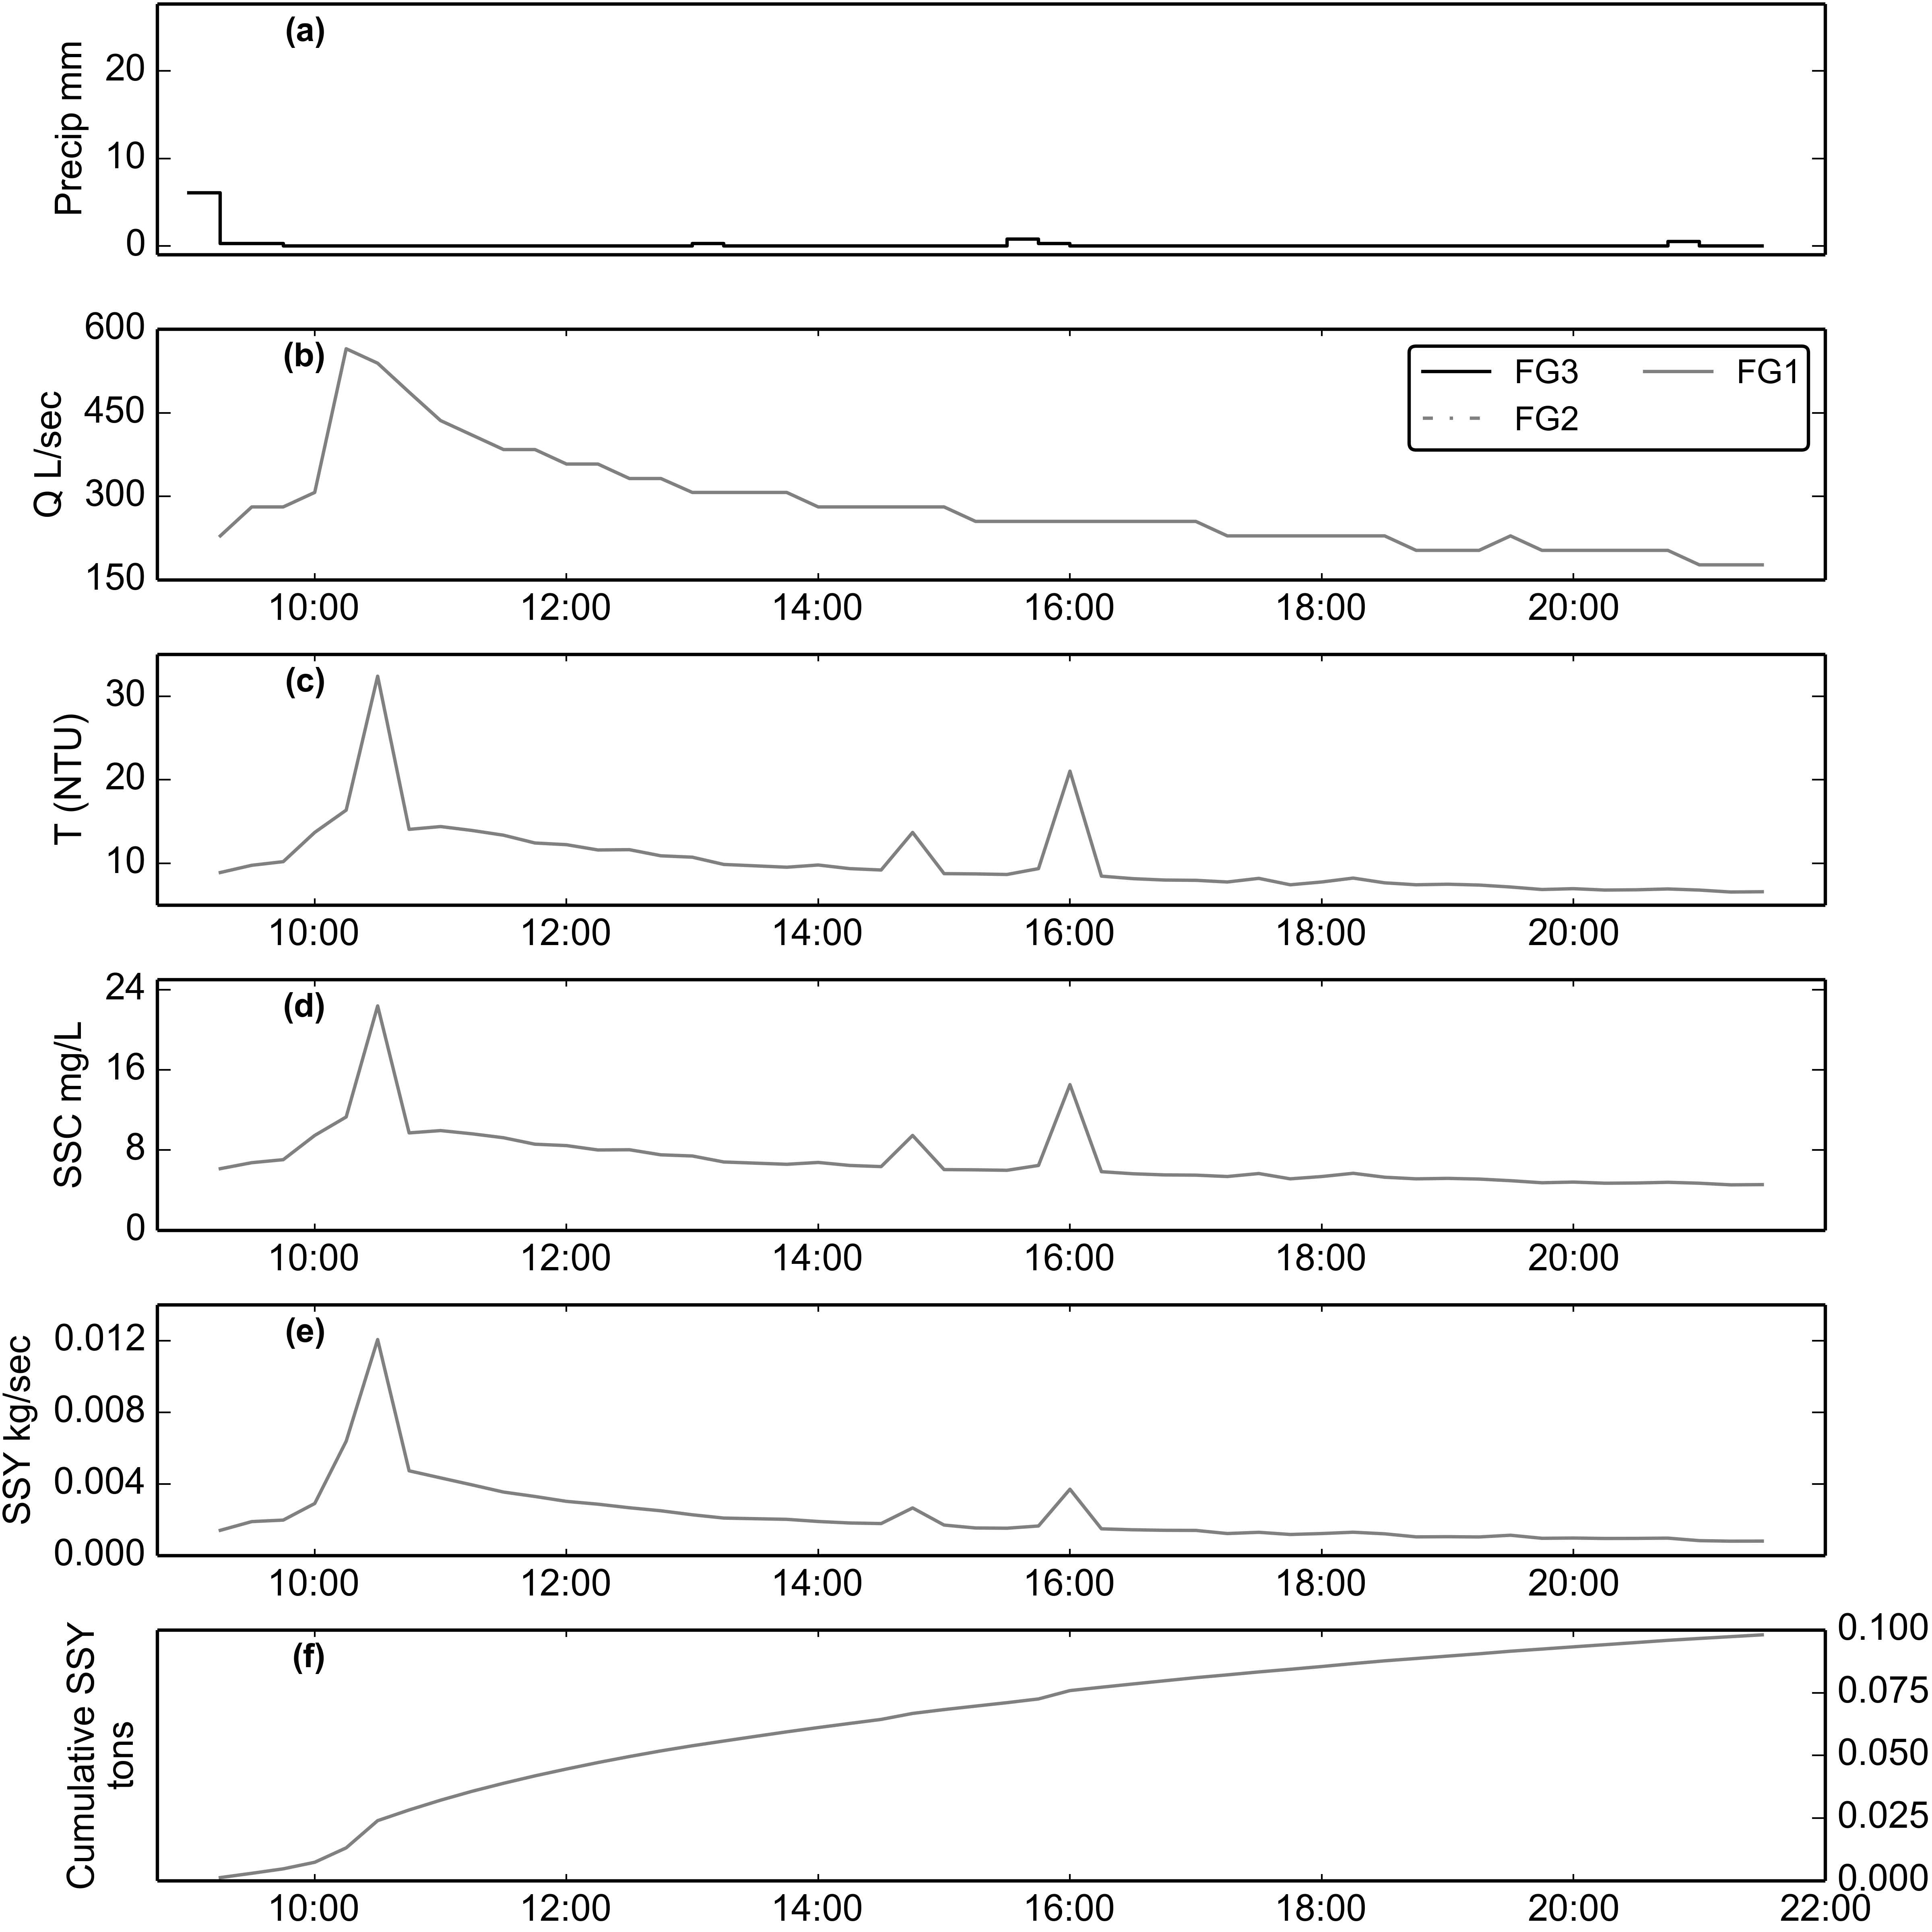 (a)
Precip mm
20
10
0
(b)
Q L/sec
600
450
300
150
FG3 FG1
FG2
10:00 12:00 14:00 16:00 18:00 20:00
(c)
T (NTU)
30
20
10
10:00 12:00 14:00 16:00 18:00 20:00
(d)
SSC mg/L
24
16
8
0
10:00 12:00 14:00 16:00 18:00 20:00
(e)
SSY kg/sec
0.012
0.008
0.004
0.000
10:00 12:00 14:00 16:00 18:00 20:00
(f)
Cumulative SSY
tons
0.100
0.075
0.050
0.025
0.000
10:00 12:00 14:00 16:00 18:00 20:00 22:00